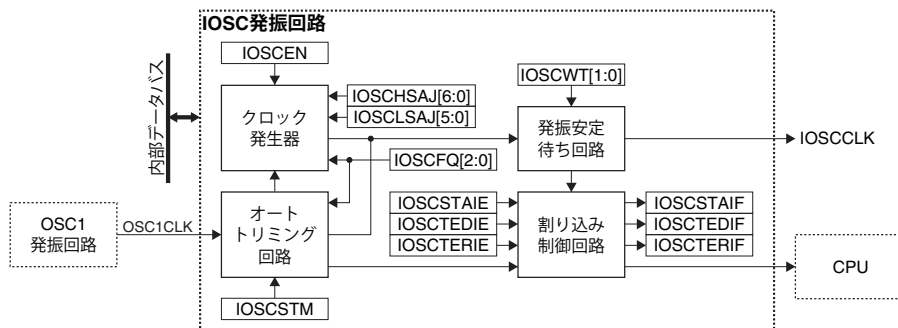 IOSC発振回路
IOSCEN
内部データバス
クロック
発生器
IOSCHSAJ[6:0]
IOSCLSAJ[5:0]
IOSCFQ[2:0]
IOSCWT[1:0]
発振安定
待ち回路
IOSCCLK
OSC1
発振回路
OSC1CLK
オート
トリミング
回路
IOSCSTAIE
IOSCTEDIE
IOSCTERIE
割り込み
制御回路
IOSCSTAIF
IOSCTEDIF
IOSCTERIF
CPU
IOSCSTM